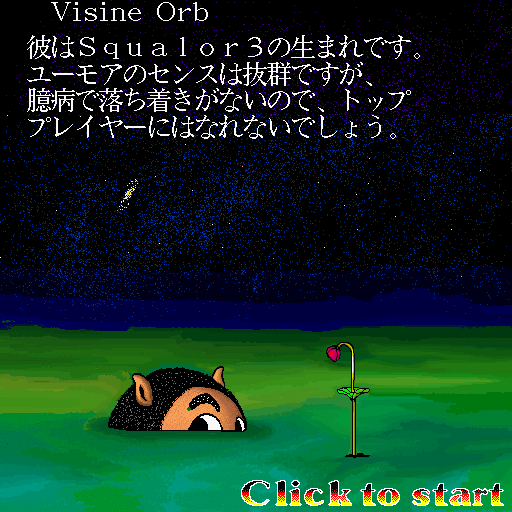 Visine Orb
彼はＳｑｕａｌｏｒ３の生まれです。
ユーモアのセンスは抜群ですが、
臆病で落ち着きがないので、トップ
プレイヤーにはなれないでしょう。
Click to start